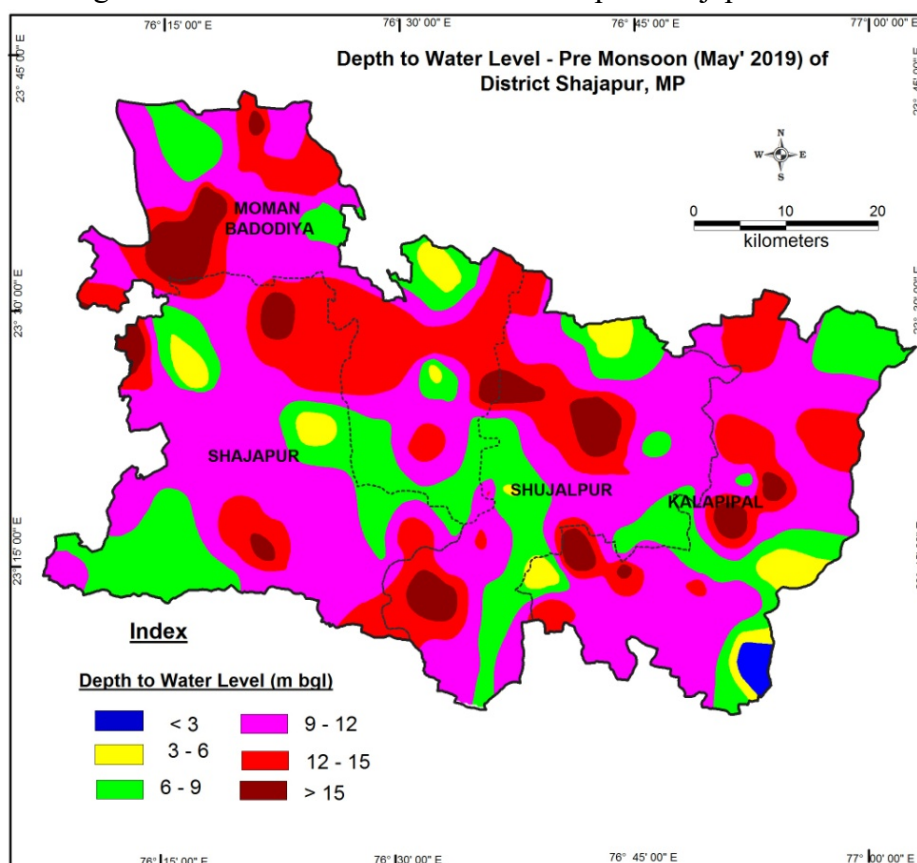 76° 15' 00" E
76° 30' 00" E
76° 45' 00" E
77° 00' 00" E
23° 45' 00" E
23° 45' 00" E
Depth to Water Level - Pre Monsoon (May' 2019) of
District Shajapur, MP
N
W E
S
0 10 20
kilometers
MOMAN
BADODIYA
23° 30' 00" E
SHAJAPUR
SHUJALPUR
KALAPIPAL
23° 15' 00" E
Index
Depth to Water Level (m bgl)
< 3
9 - 12
3 - 6
12 - 15
6 - 9
> 15
76° 15' 00" E
76° 30' 00" E
76° 45' 00" E
77° 00' 00" E